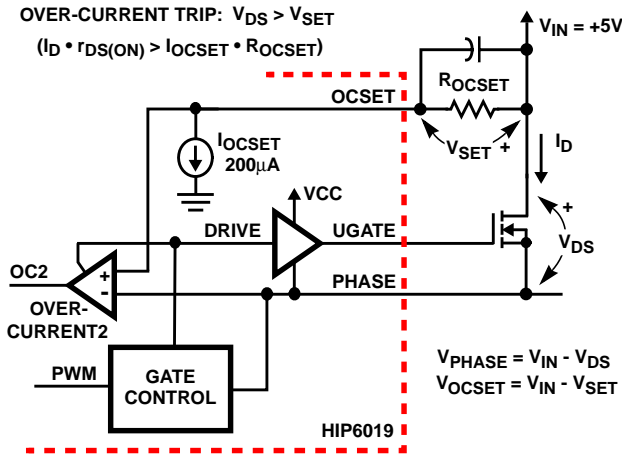 OVER-CURRENT TRIP: VDS > VSET
(ID • rDS(ON) > IOCSET • ROCSET)
VIN = +5V
ROCSET
OCSET
VSET +
ID
IOCSET
200µA
VCC
DRIVE
UGATE
+
VDS
OC2
+
-
PHASE
OVER-
CURRENT2
PWM
GATE
CONTROL
VPHASE = VIN - VDS
VOCSET = VIN - VSET
HIP6019